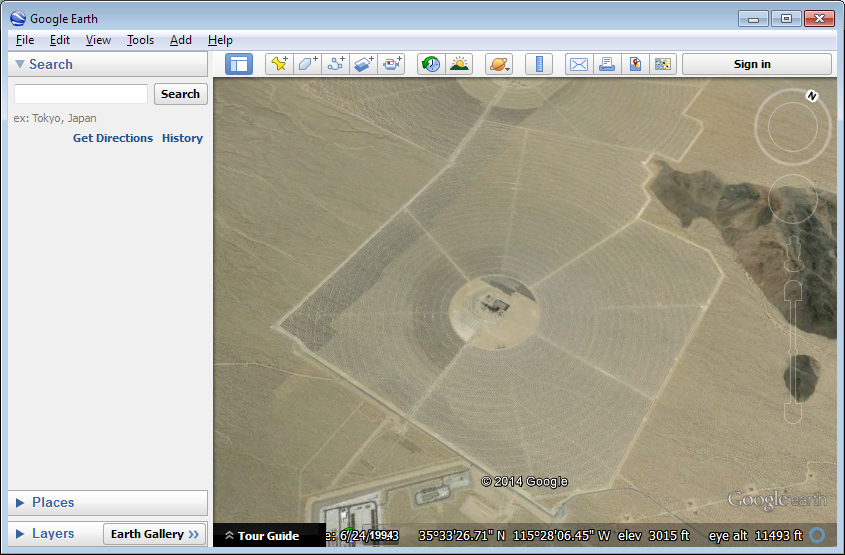 Google Earth
File Edit View Tools Add Help
Search
Sign in
Search
ex: Tokyo, Japan
Get Directions History
N
© 2014 Google
Google earth
Places
Layers
Earth Gallery
Tour Guide
e: 6/24/ 1994 35°33'26.71" N 115°28'06.45" W elev 3015 ft eye alt 11493 ft